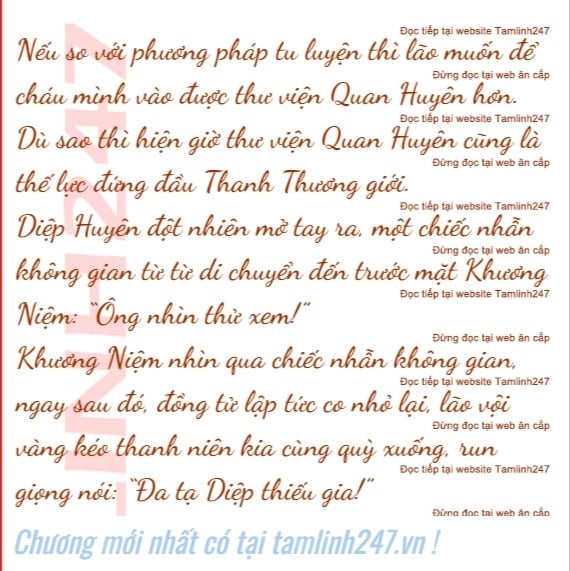 Đọc tiếp tại website Tamlinh247
Nếu so với phương pháp tu luyện thì lão muốn để
Đừng đọc tại web ăn cắp
cháu mình vào được thư viện Quan Huyên hơn.
Đọc tiếp tại website Tamlinh247
Dù sao thì hiện giờ thư viện Quan Huyên cũng là
Đừng đọc tại web ăn cắp
thế lực đứng đầu Thanh Thương giới.
Đọc tiếp tại website Tamlinh247
Diệp Huyên đột nhiên mở tay ra, một chiếc nhẫn
Đừng đọc tại web ăn cắp
không gian từ từ di chuyển đến trước mặt Khương
Đọc tiếp tại website Tamlinh247
Niệm: “Ông nhìn thử xem!”
Đừng đọc tại web ăn cắp
Khương Niệm nhìn qua chiếc nhẫn không gian,
Đọc tiếp tại website Tamlinh247
ngay sau đó, đồng tử lập tức co nhỏ lại, lão vội
Đừng đọc tại web ăn cắp
vàng kéo thanh niên kia cùng quỳ xuống, run
Đọc tiếp tại website Tamlinh247
giọng nói: “Đa tạ Diệp thiếu gia!”
Đừng đọc tại web ăn cắp
INH247
Chương mới nhất có tại tamlinh247.vn !